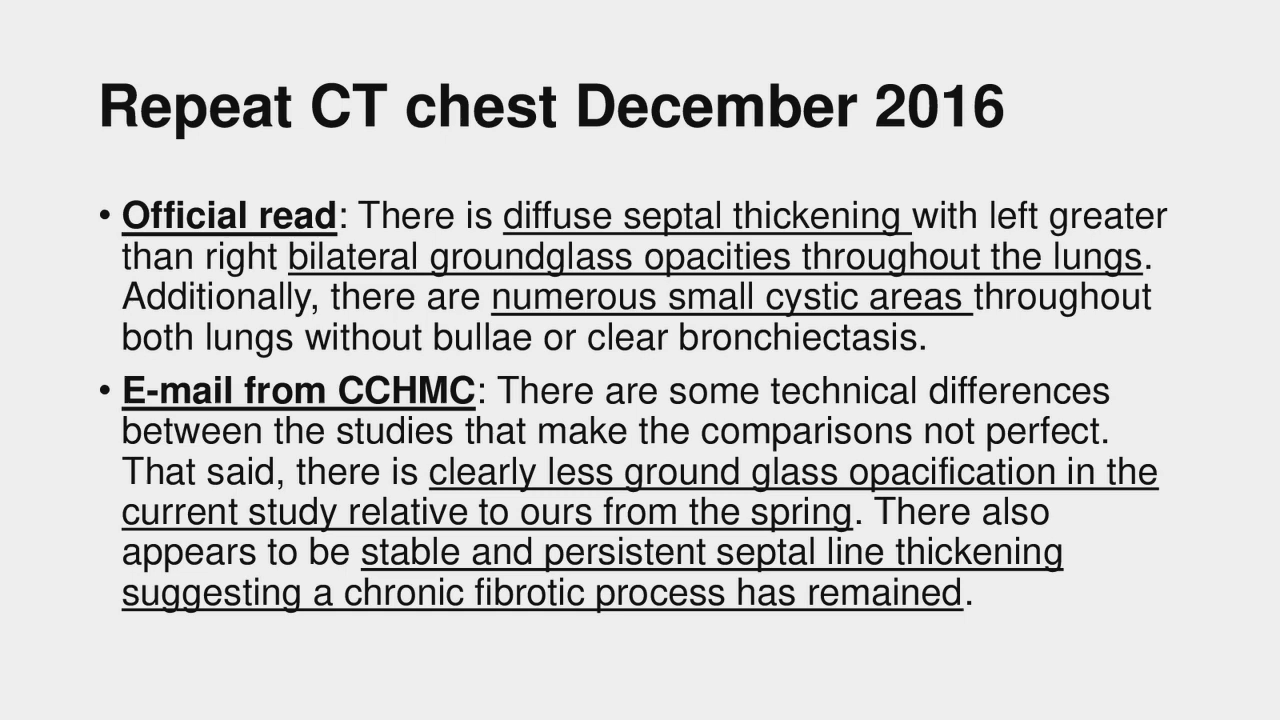 Repeat CT chest December 2016
• Official read: There is diffuse septal thickening with left greater
than right bilateral groundglass opacities throughout the lungs.
Additionally, there are numerous small cystic areas throughout
both lungs without bullae or clear bronchiectasis.
• E-mail from CCHMC: There are some technical differences
between the studies that make the comparisons not perfect.
That said, there is clearly less ground glass opacification in the
current study relative to ours from the spring. There also
appears to be stable and persistent septal line thickening
suggesting a chronic fibrotic process has remained.